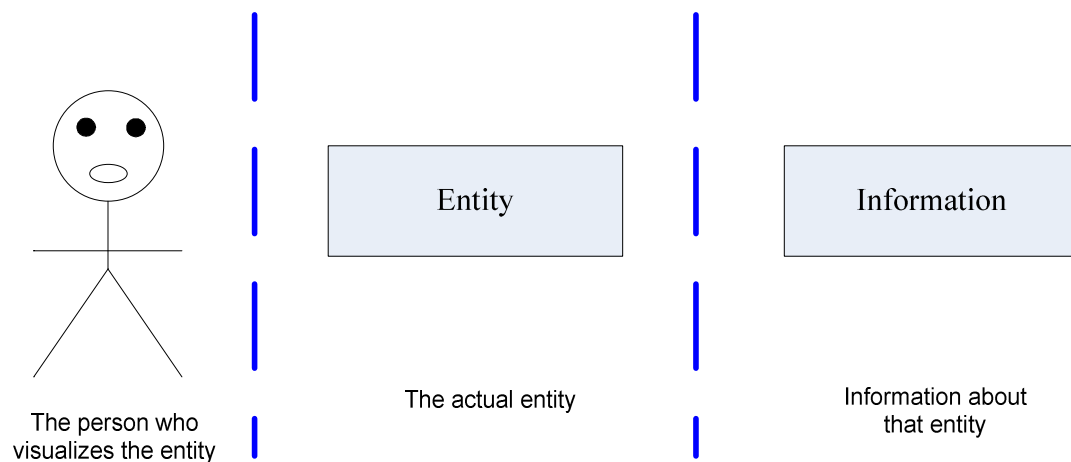 Entity
Information
The person who
visualizes the entity
The actual entity
Information about
that entity